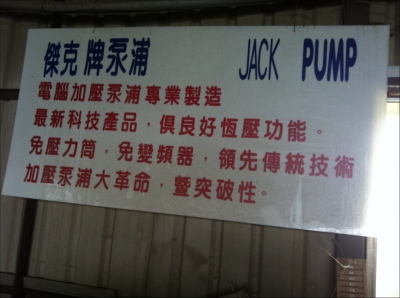 傑克牌泵浦 JACK PUMP
電腦加壓泵浦專業製造
最新科技產品,俱良好恆壓功能。
免壓力筒,免變頻器,領先傳統技術
加壓泵浦大革命,暨突破性。